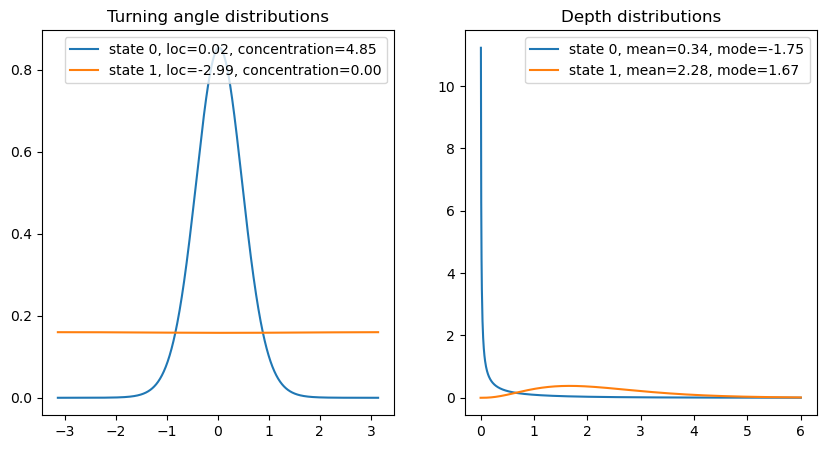 Turning angle distributions
state 0, loc=0.02, concentration=4.85
state 1, loc=-2.99, concentration=0.00
0.8
0.6
0.4
0.2
0.0
−3 −2 −1 0 1 2 3
Depth distributions
state 0, mean=0.34, mode=-1.75
state 1, mean=2.28, mode=1.67
10
8
6
4
2
0
0 1 2 3 4 5 6